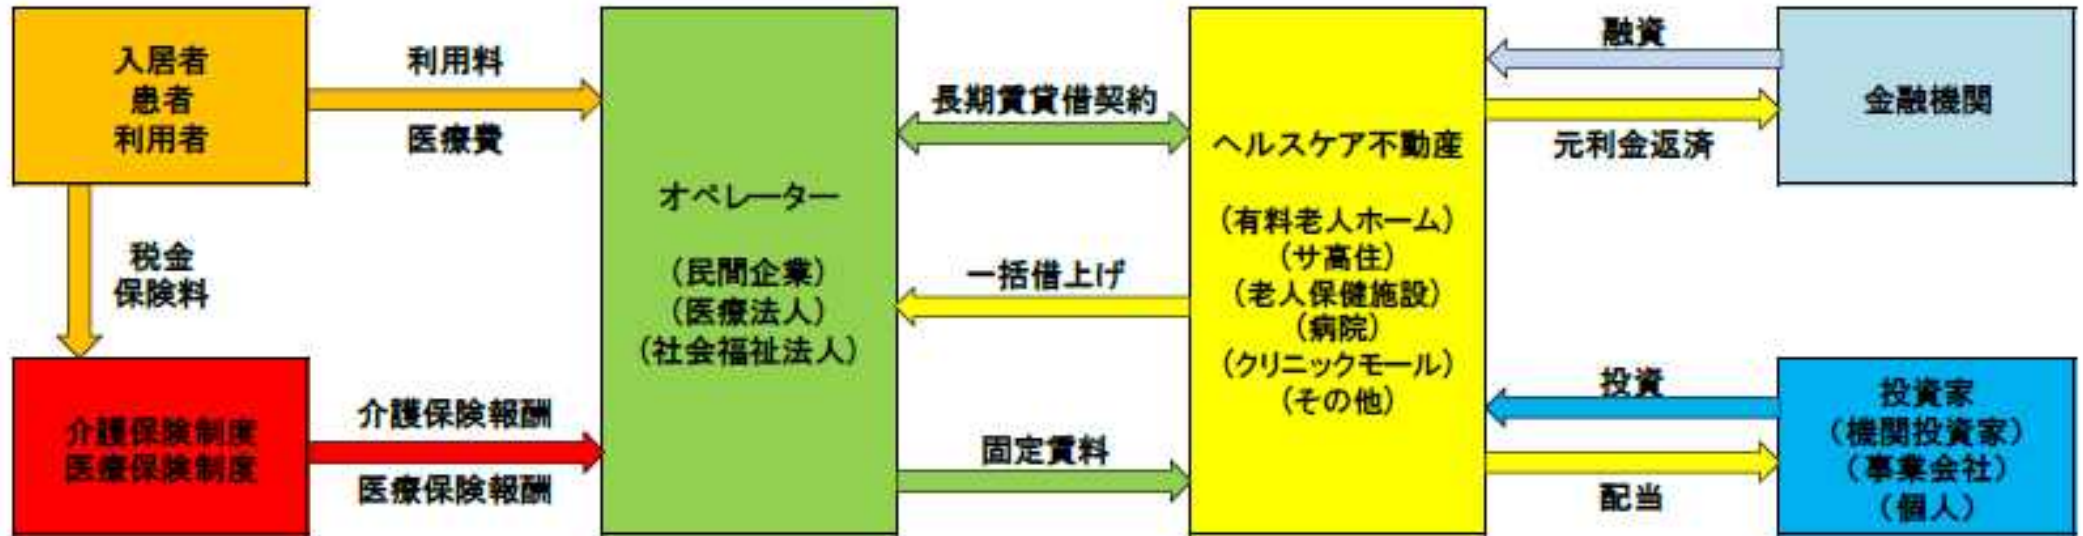 入居者
患者
利用者
利用料
医療費
税金
保険料
介護保険制度
医療保険制度
介護保険報酬
医療保険報酬
オペレーター
（民間企業）
（医療法人）
（社会福祉法人）
長期賃貸借契約
一括借上げ
固定賃料
ヘルスケア不動産
（有料老人ホーム）
（サ高住）
（老人保健施設）
（病院）
（クリニックモール）
（その他）
融資
元利金返済
金融機関
投資
配当
投資家
（機関投資家）
（事業会社）
（個人）